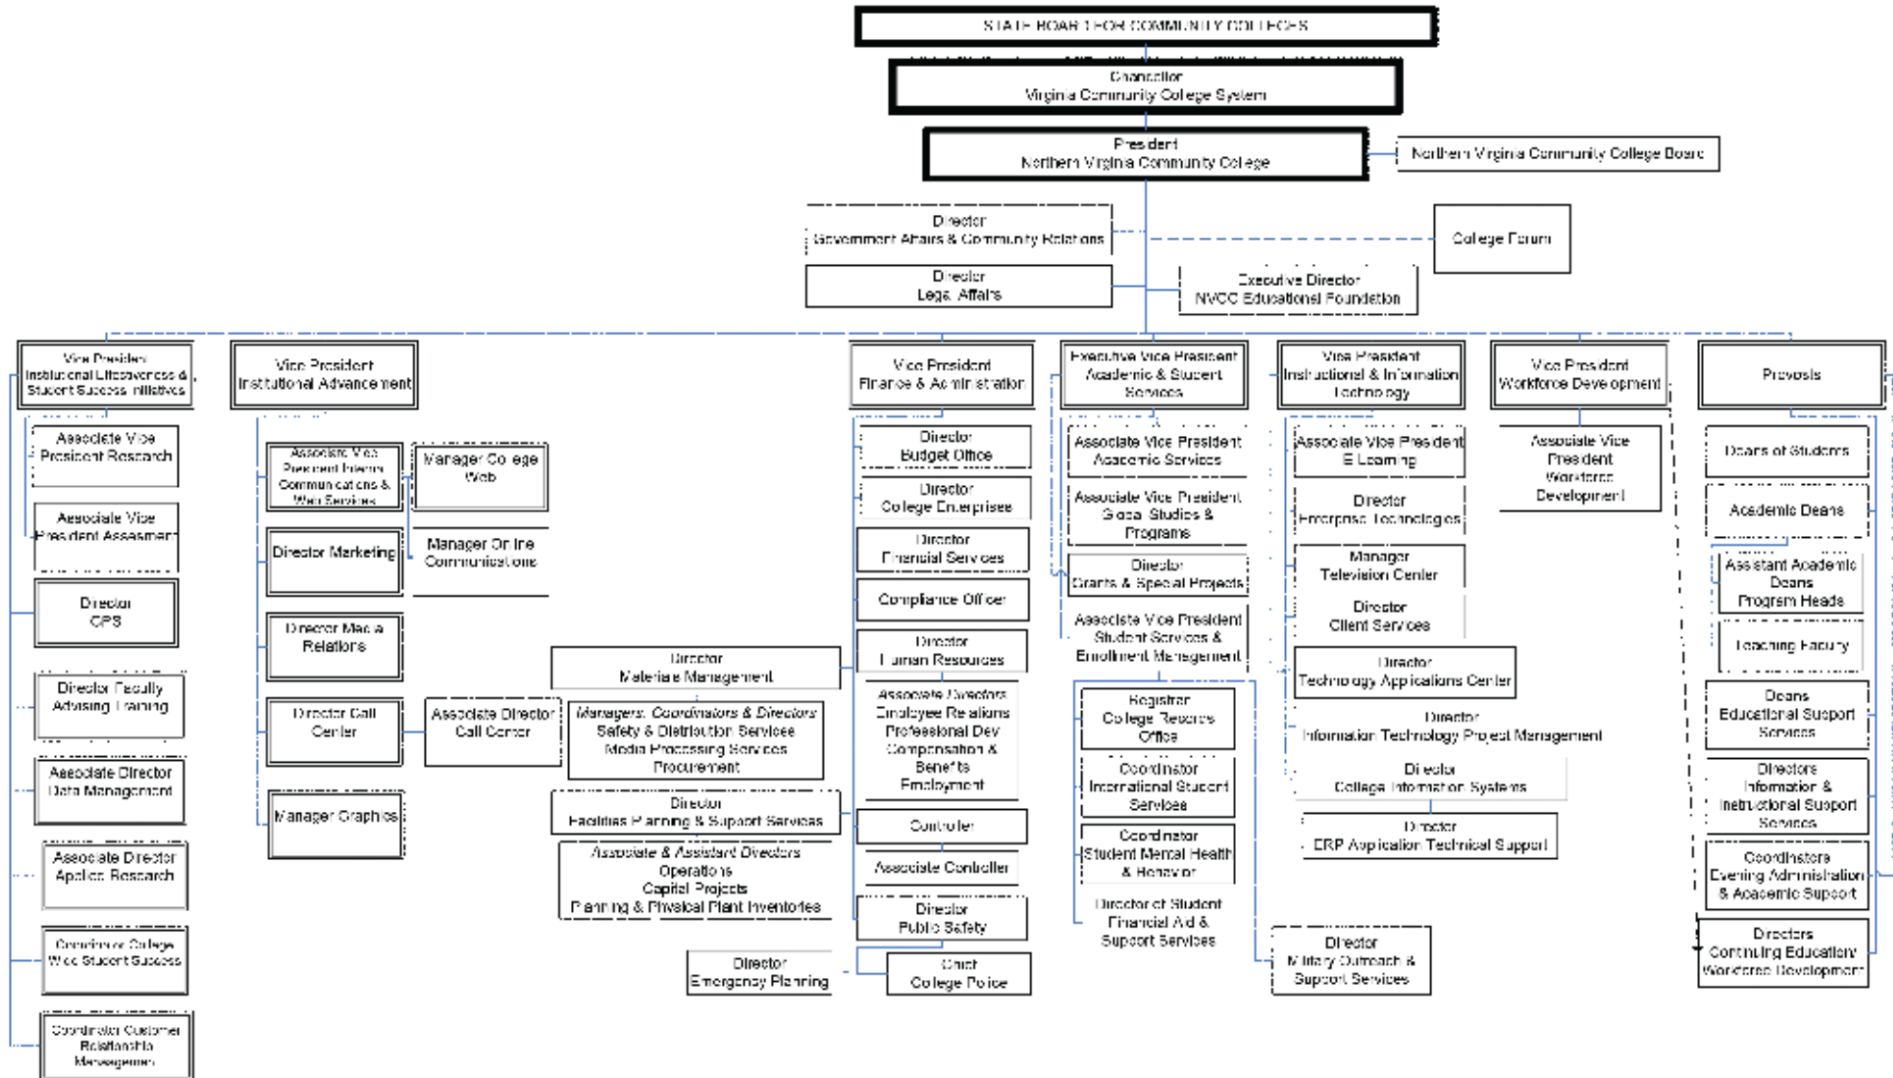 STATE BOARD FOR COMMUNITY COLLEGES
Chancellor
Virginia Community College System
President
Northern Virginia Community College
Northern Virginia Community College Board
Director
Government Affairs & Community Relations
College Forum
Director
Legal Affairs
Executive Director
NVCC Educational Foundation
Vice President
Institutional Effectiveness &
Student Success Initiatives
Associate Vice
President Research
Associate Vice
President Assesment
Director
OPS
Director Faculty
Advising Training
Associate Director
Data Management
Associate Director
Applied Research
Coordinator College
Wide Student Success
Coordinator Customer
Relationship
Manaagement
Vice President
Institutional Advancement
Associate Vice
President Interna
Communications &
Web Services
Manager College
Web
Manager Online
Communications
Director Marketing
Director Media
Relations
Director Call
Center
Associate Director
Call Center
Manager Graphics
Vice President
Finance & Administration
Director
Budget Office
Director
College Enterprises
Director
Financial Services
Compliance Officer
Director
Human Resources
Associate Directors
Employee Relations
Professional Dev
Compensation &
Benefits
Employment
Controller
Associate Controller
Director
Public Safety
Chief
College Police
Director
Emergency Planning
Director
Materials Management
Managers, Coordinators & Directors
Safety & Distribution Services
Media Processing Services
Procurement
Director
Facilities Planning & Support Services
Associate & Assistant Directors
Operations
Capital Projects
Planning & Physical Plant Inventories
Executive Vice President
Academic & Student
Services
Associate Vice President
Academic Services
Associate Vice President
Global Studies &
Programs
Director
Grants & Special Projects
Associate Vice President
Student Services &
Enrollment Management
Registrar
College Records
Office
Coordinator
International Student
Services
Coordinator
Student Mental Health
& Behavior
Director of Student
Financial Aid &
Support Services
Director
Military Outreach &
Support Services
Vice President
Instructional & Information
Technology
Associate Vice President
E Learning
Director
Enterprise Technologies
Manager
Television Center
Director
Client Services
Director
Technology Applications Center
Director
Information Technology Project Management
Director
College Information Systems
Director
ERP Application Technical Support
Vice President
Workforce Development
Associate Vice
President
Workforce
Development
Provosts
Deans of Students
Academic Deans
Assistant Academic
Deans
Program Heads
Teaching Faculty
Deans
Educational Support
Services
Directors
Information &
Instructional Support
Services
Coordinators
Evening Administration
& Academic Support
Directors
Continuing Education/
Workforce Development